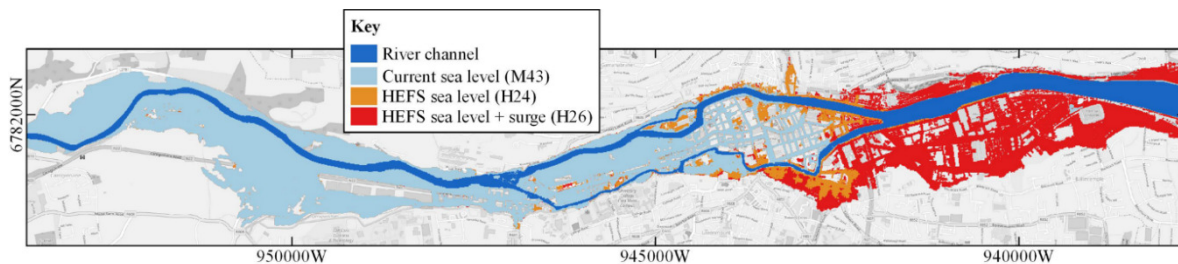 Key
River channel
Current sea level (M43)
HEFS sea level (H24)
HEFS sea level + surge (H26)
6782000N
950000W
945000W
940000W